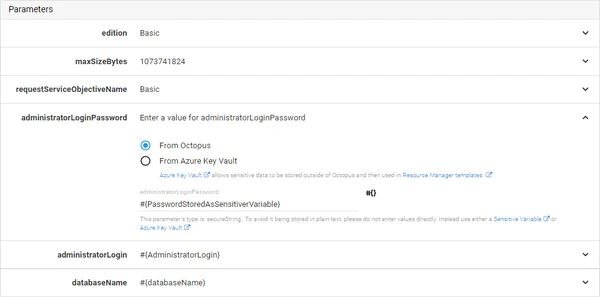 Parameters
edition Basic
maxSizeBytes 1073741824
requestServiceObjectiveName Basic
administratorLoginPassword Enter a value for administratorLoginPassword
From Octopus
From Azure Key Vault
Azure Key Vault allows sensitive data to be stored outside of Octopus and then used in Resourse Manager templates.
administratorLoginPassword
#{PasswordStoredAsSensitiverVariable} #{}
This parameter's type is 'securestring'. To avoid it being stored in plain text, please do not enter values directly. Instead use either a Sensitive Variable or
Azure Key Vault
administratorLogin #{AdministratorLogin}
databaseName #{databaseName}